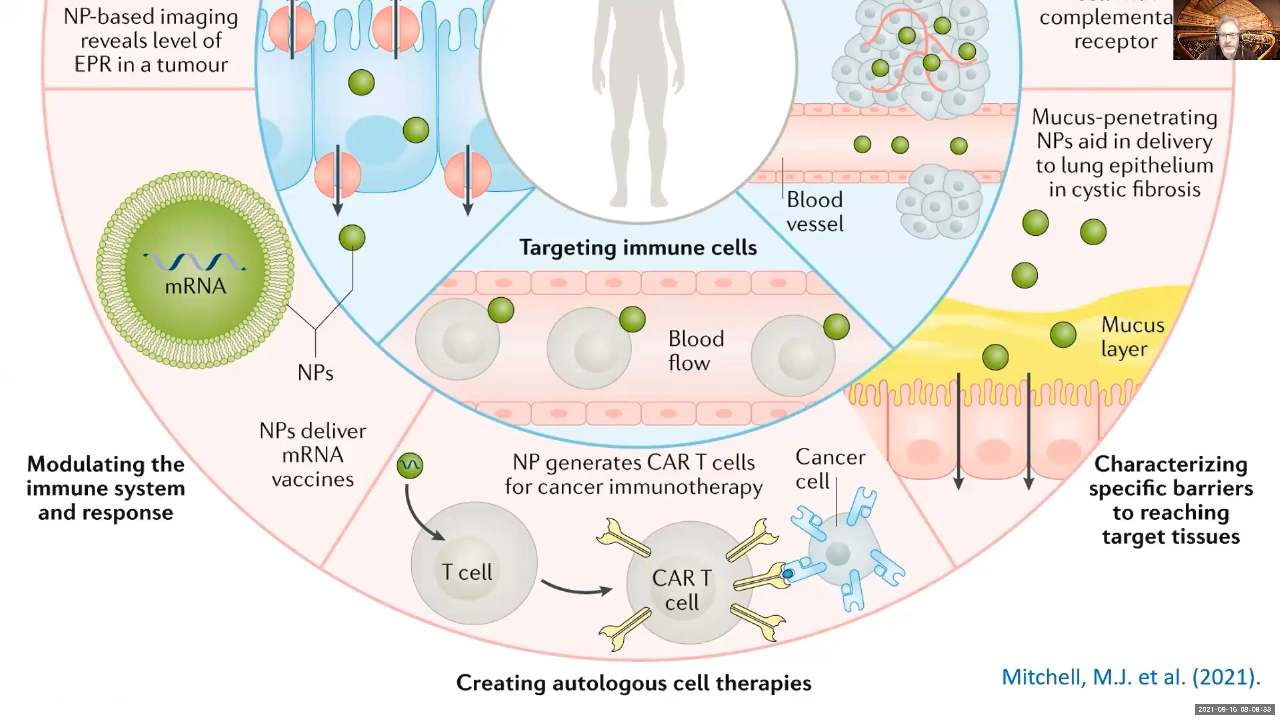 NP-based imaging
reveals level of
EPR in a tumour
complementa
receptor
Mucus-penetrating
NPs aid in delivery
to lung epithelium
in cystic fibrosis
Blood
vessel
Targeting immune cells
mRNA
Blood
flow
Mucus
layer
NPs
NPs deliver
mRNA
vaccines
Modulating the
immune system
and response
NP generates CAR T cells
for cancer immunotherapy
Cancer
cell
T cell
CAR T
cell
Characterizing
specific barriers
to reaching
target tissues
Creating autologous cell therapies
Mitchell, M.J. et al. (2021).